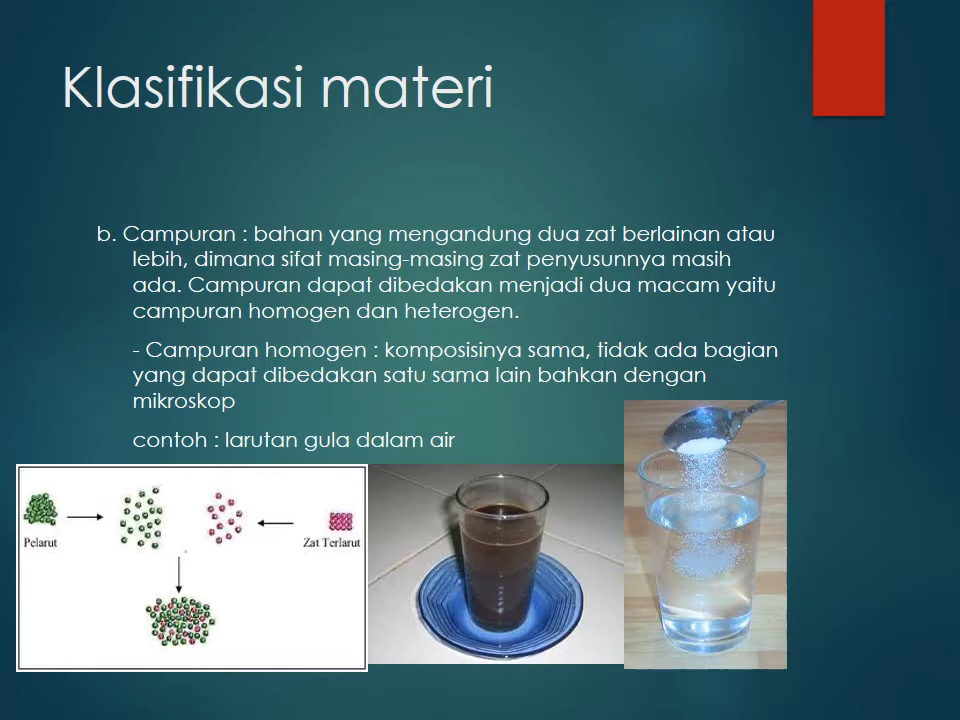 Klasifikasi materi
b. Campuran : bahan yang mengandung dua zat berlainan atau
lebih, dimana sifat masing-masing zat penyusunnya masih
ada. Campuran dapat dibedakan menjadi dua macam yaitu
campuran homogen dan heterogen.
- Campuran homogen : komposisinya sama, tidak ada bagian
yang dapat dibedakan satu sama lain bahkan dengan
mikroskop
contoh : larutan gula dalam air
Pelarut
Zat Terlarut